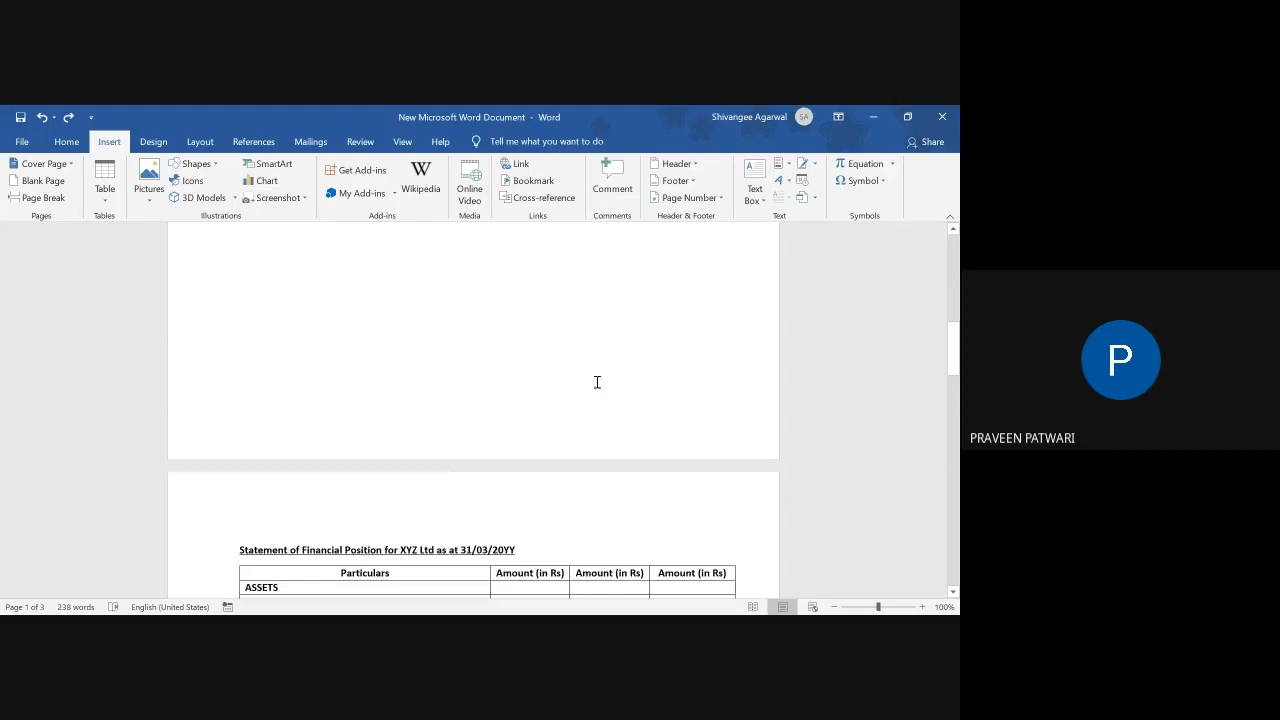 New Microsoft Word Document - Word
Shivangee Agarwal
SA
File Home Insert Design Layout References Mailings Review View Help Tell me what you want to do Share
Cover Page
Blank Page
Page Break
Pages
Table
Tables
Pictures
Shapes
Icons
3D Models
SmartArt
Chart
Screenshot
Illustrations
Get Add-ins
My Add-ins
W
Wikipedia
Add-ins
Online
Video
Media
Link
Bookmark
Cross-reference
Links
Comment
Comments
Header
Footer
Page Number
Header & Footer
A
Text
Box
A
Text
π Equation
Ω Symbol
Symbols
Statement of Financial Position for XYZ Ltd as at 31/03/20YY
Particulars Amount (in Rs) Amount (in Rs) Amount (in Rs)
ASSETS
Page 1 of 3 238 words English (United States) 100%
P
PRAVEEN PATWARI